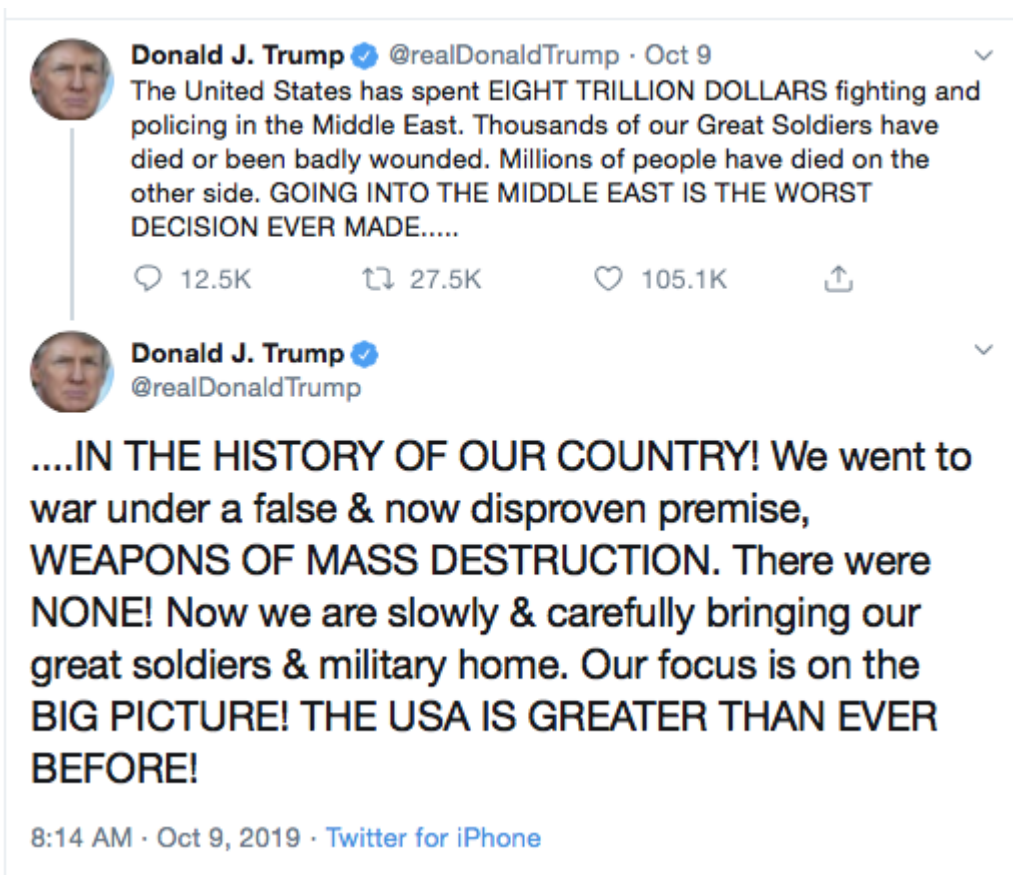 Donald J. Trump @realDonaldTrump · Oct 9
The United States has spent EIGHT TRILLION DOLLARS fighting and
policing in the Middle East. Thousands of our Great Soldiers have
died or been badly wounded. Millions of people have died on the
other side. GOING INTO THE MIDDLE EAST IS THE WORST
DECISION EVER MADE.....
12.5K 27.5K 105.1K
Donald J. Trump
@realDonaldTrump
....IN THE HISTORY OF OUR COUNTRY! We went to
war under a false & now disproven premise,
WEAPONS OF MASS DESTRUCTION. There were
NONE! Now we are slowly & carefully bringing our
great soldiers & military home. Our focus is on the
BIG PICTURE! THE USA IS GREATER THAN EVER
BEFORE!
8:14 AM · Oct 9, 2019 · Twitter for iPhone